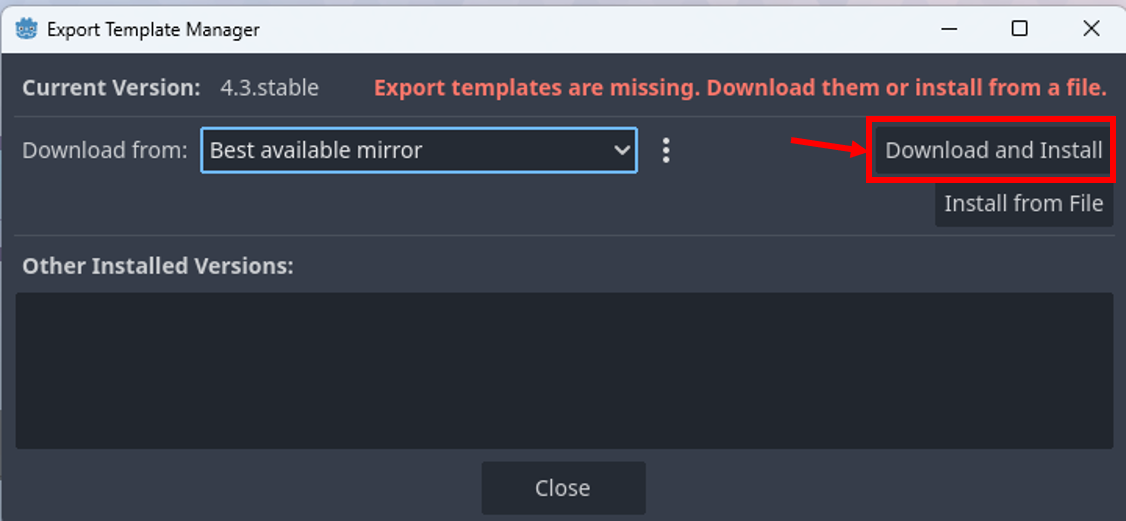 Export Template Manager
Current Version: 4.3.stable Export templates are missing. Download them or install from a file.
Download from: Best available mirror Download and Install
Install from File
Other Installed Versions:
Close